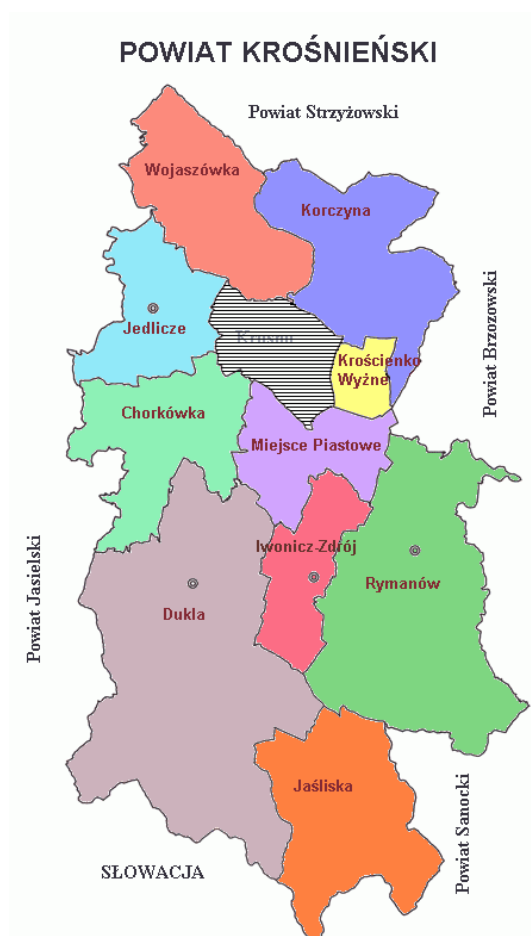 POWIAT KROŚNIEŃSKI
Powiat Strzyżowski
Wojaszówka
Korczyna
Powiat Brzozowski
Jedlicze
Krosno
Krościenko
Wyżne
Chorkówka
Miejsce Piastowe
Iwonicz-Zdrój
Rymanów
Powiat Jasielski
Dukla
Jaśliska
Powiat Sanocki
SŁOWACJA